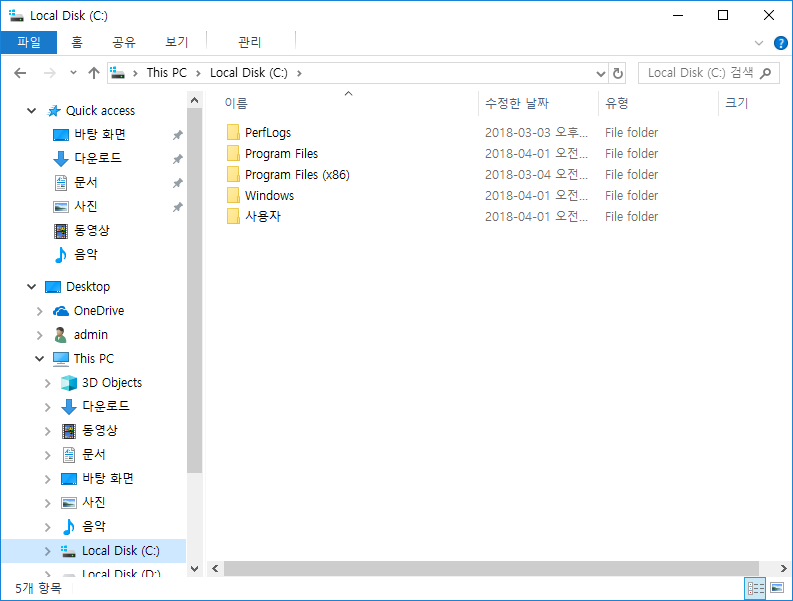 Local Disk (C:)
파일 홈 공유 보기 관리
This PC > Local Disk (C:) >
Local Disk (C:) 검색
이름 수정한 날짜 유형 크기
PerfLogs 2018-03-03 오후... File folder
Program Files 2018-04-01 오전... File folder
Program Files (x86) 2018-03-04 오전... File folder
Windows 2018-04-01 오전... File folder
사용자 2018-04-01 오전... File folder
Quick access
바탕 화면
다운로드
문서
사진
동영상
음악
Desktop
OneDrive
admin
This PC
3D Objects
다운로드
동영상
문서
바탕 화면
사진
음악
Local Disk (C:)
Local Disk (D:)
5개 항목